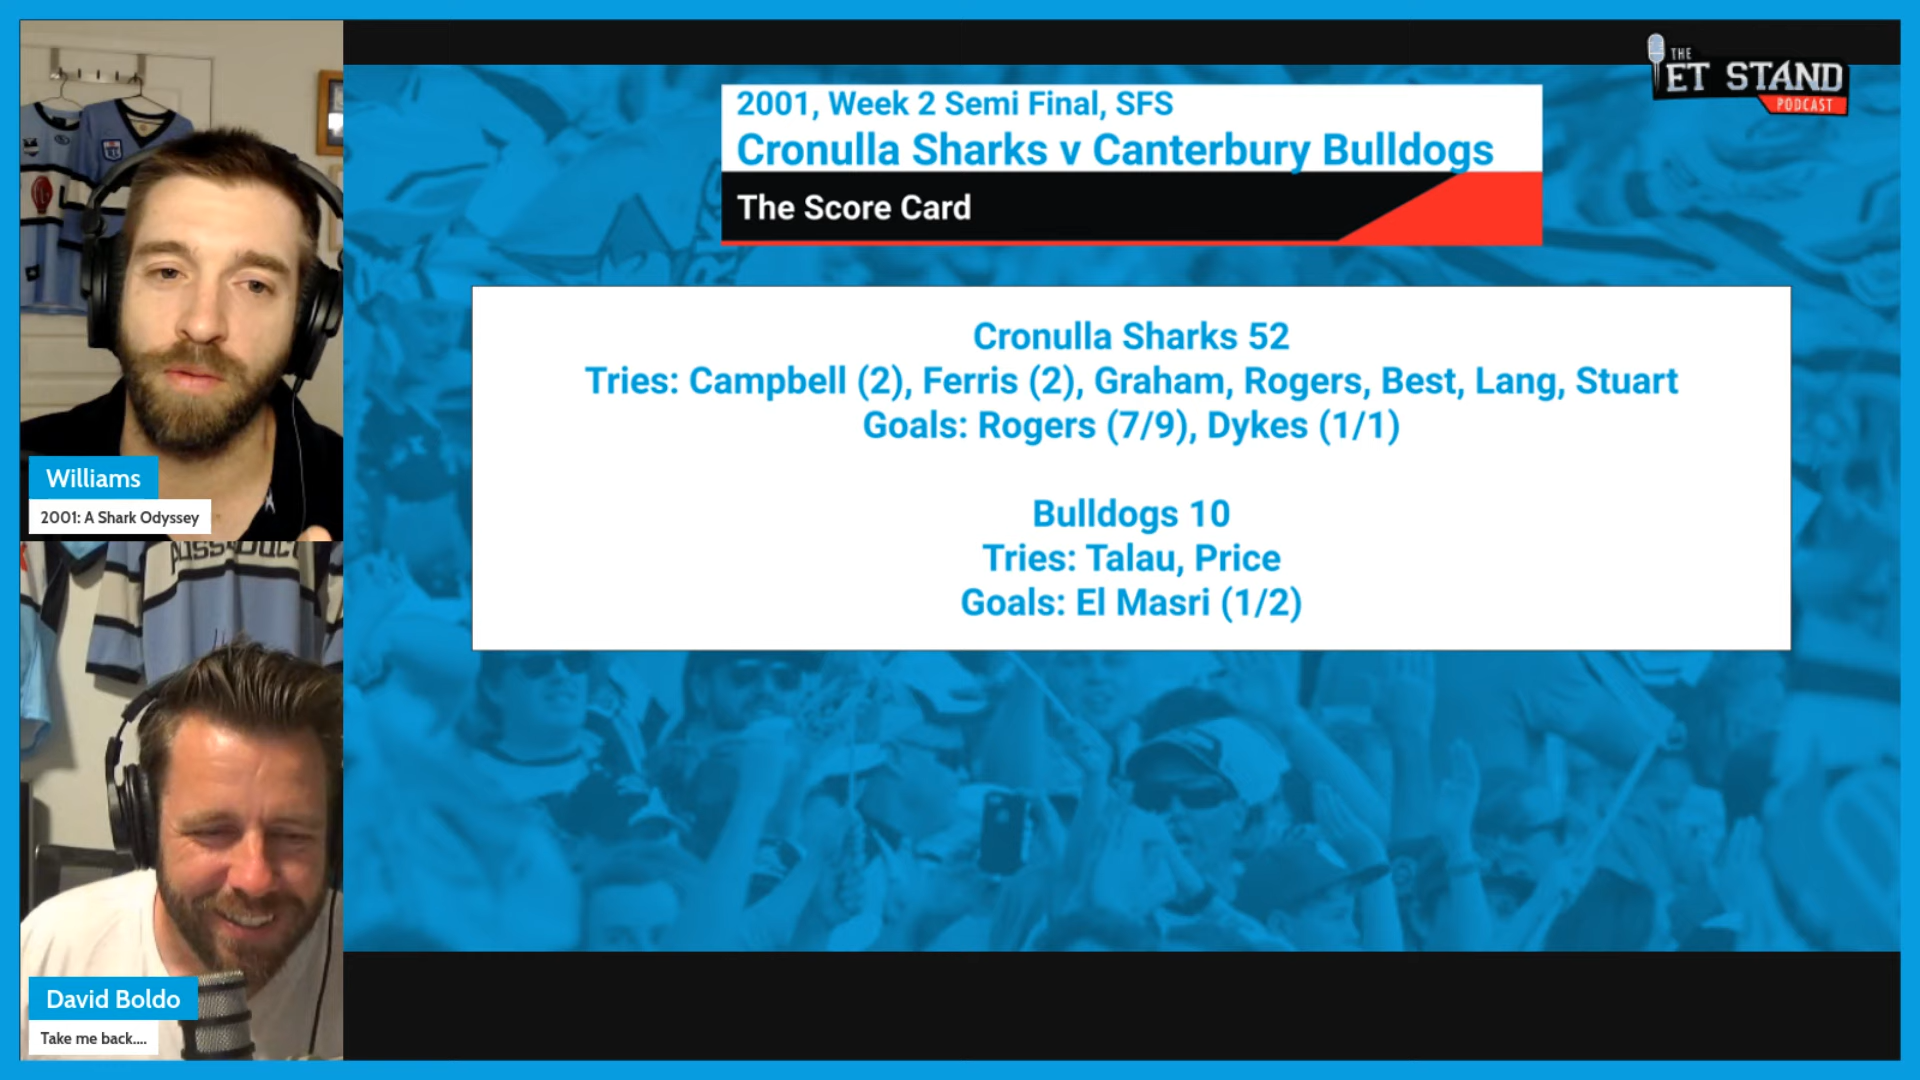 THE
ET STAND
PODCAST
2001, Week 2 Semi Final, SFS
Cronulla Sharks v Canterbury Bulldogs
The Score Card
Cronulla Sharks 52
Tries: Campbell (2), Ferris (2), Graham, Rogers, Best, Lang, Stuart
Goals: Rogers (7/9), Dykes (1/1)
Bulldogs 10
Tries: Talau, Price
Goals: El Masri (1/2)
Williams
2001: A Shark Odyssey
David Boldo
Take me back....